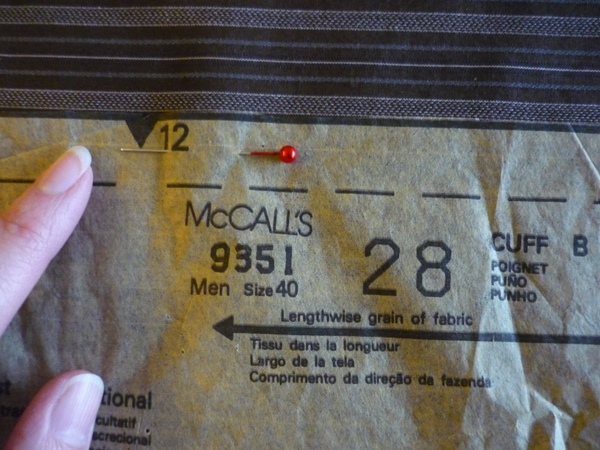 12
McCALL'S
9351
Men Size 40
28
CUFF B
POIGNET
PUÑO
PUNHO
Lengthwise grain of fabric
Tissu dans la longueur
Largo de la tela
Comprimento da direção da fazenda